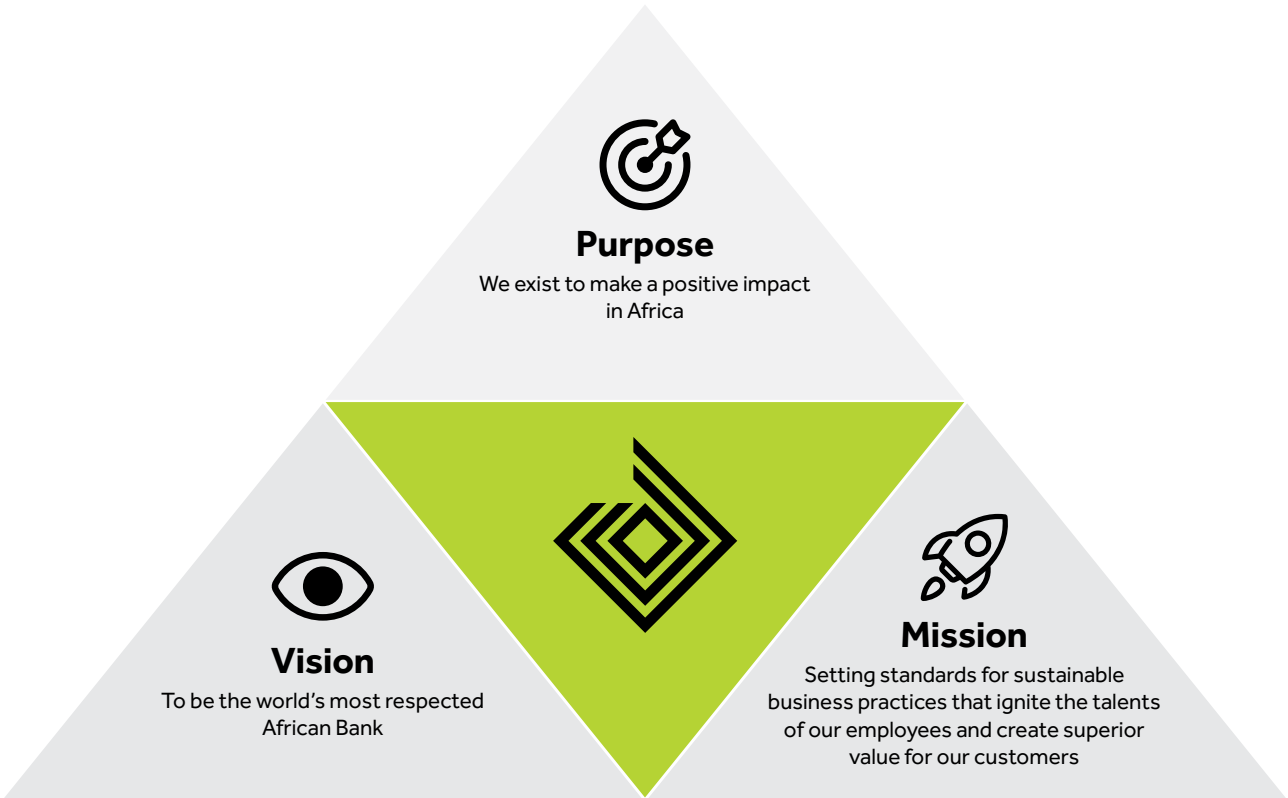 Purpose
We exist to make a positive impact
in Africa
Vision
To be the world's most respected
African Bank
Mission
Setting standards for sustainable
business practices that ignite the talents
of our employees and create superior
value for our customers